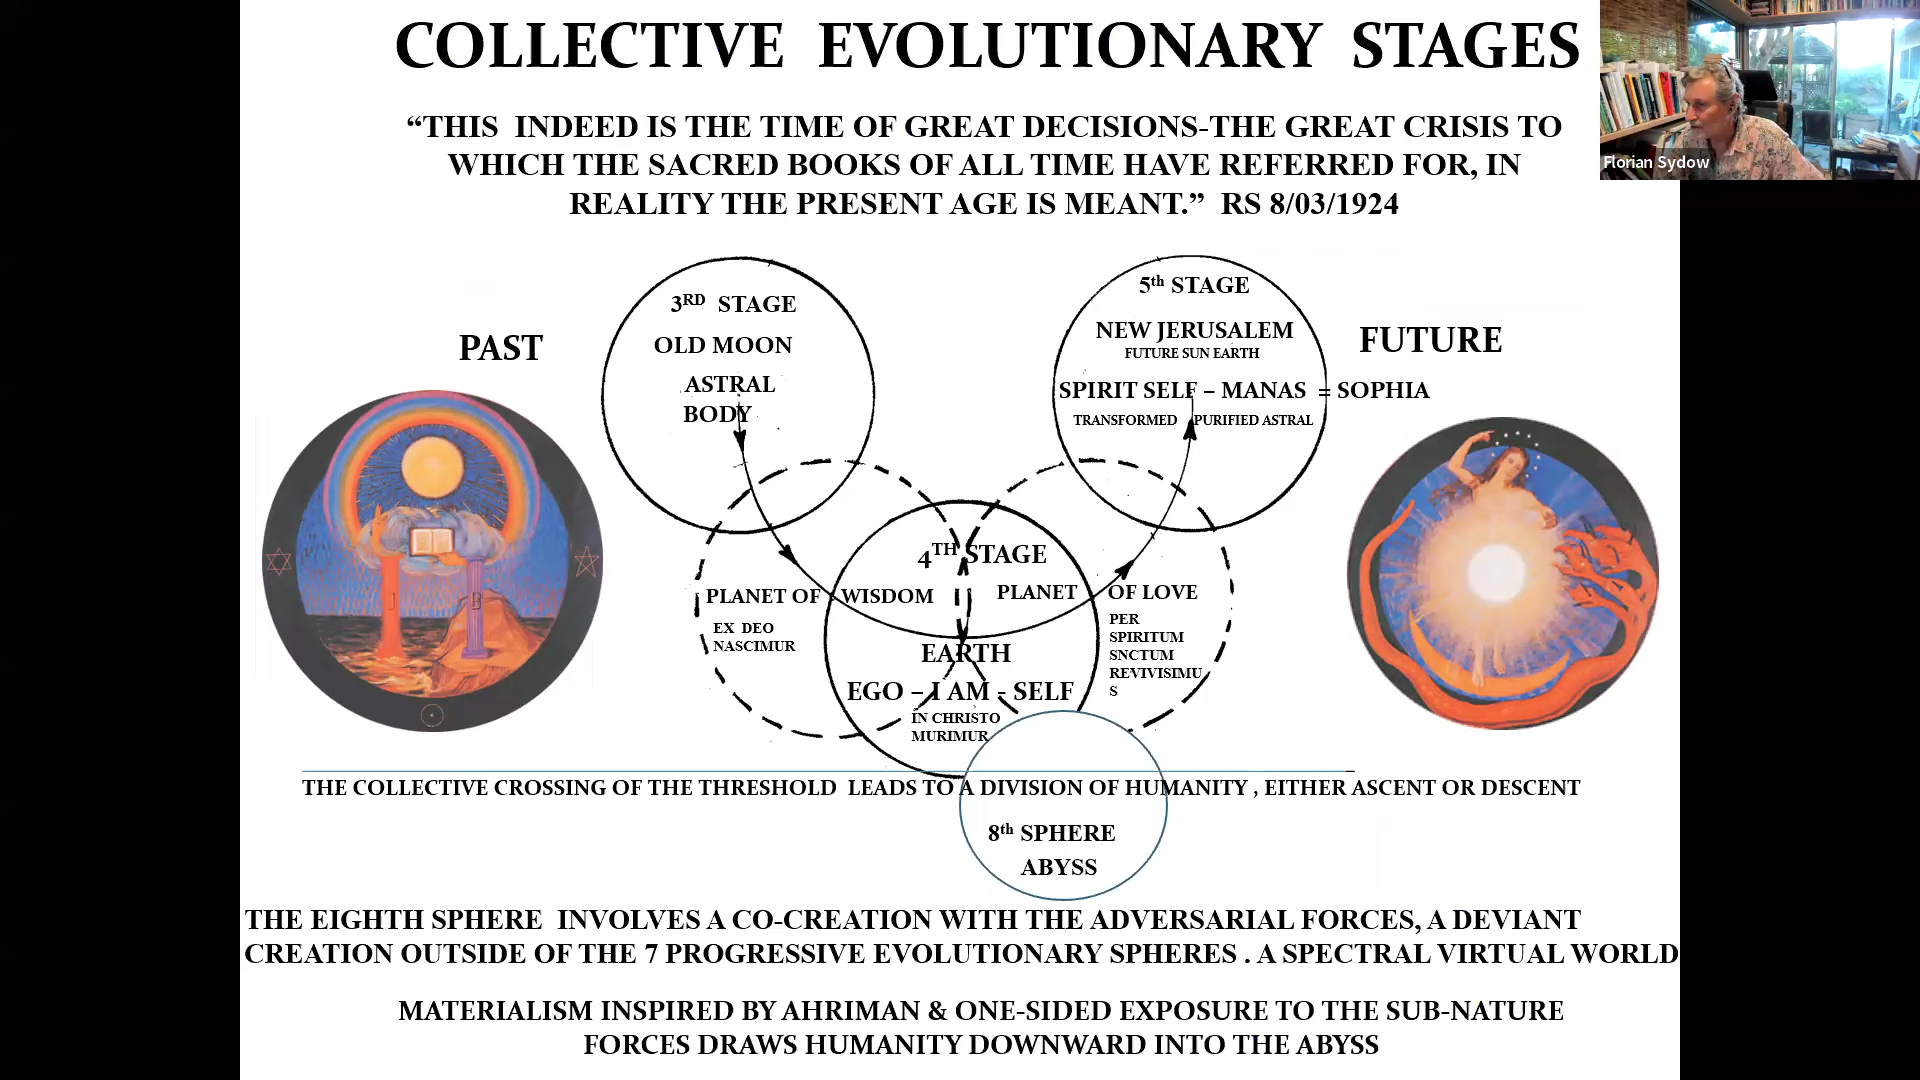 COLLECTIVE EVOLUTIONARY STAGES
“THIS INDEED IS THE TIME OF GREAT DECISIONS-THE GREAT CRISIS TO
WHICH THE SACRED BOOKS OF ALL TIME HAVE REFERRED FOR, IN
REALITY THE PRESENT AGE IS MEANT.” RS 8/03/1924
Florian Sydow
PAST
3RD STAGE
OLD MOON
ASTRAL
BODY
5th STAGE
NEW JERUSALEM
FUTURE SUN EARTH
SPIRIT SELF – MANAS = SOPHIA
TRANSFORMED PURIFIED ASTRAL
FUTURE
4TH STAGE
PLANET OF WISDOM
PLANET OF LOVE
EX DEO
NASCIMUR
PER
SPIRITUM
SNCTUM
REVIVISIMU
S
EARTH
EGO – I AM - SELF
IN CHRISTO
MURIMUR
THE COLLECTIVE CROSSING OF THE THRESHOLD LEADS TO A DIVISION OF HUMANITY , EITHER ASCENT OR DESCENT
8th SPHERE
ABYSS
THE EIGHTH SPHERE INVOLVES A CO-CREATION WITH THE ADVERSARIAL FORCES, A DEVIANT
CREATION OUTSIDE OF THE 7 PROGRESSIVE EVOLUTIONARY SPHERES . A SPECTRAL VIRTUAL WORLD
MATERIALISM INSPIRED BY AHRIMAN & ONE-SIDED EXPOSURE TO THE SUB-NATURE
FORCES DRAWS HUMANITY DOWNWARD INTO THE ABYSS